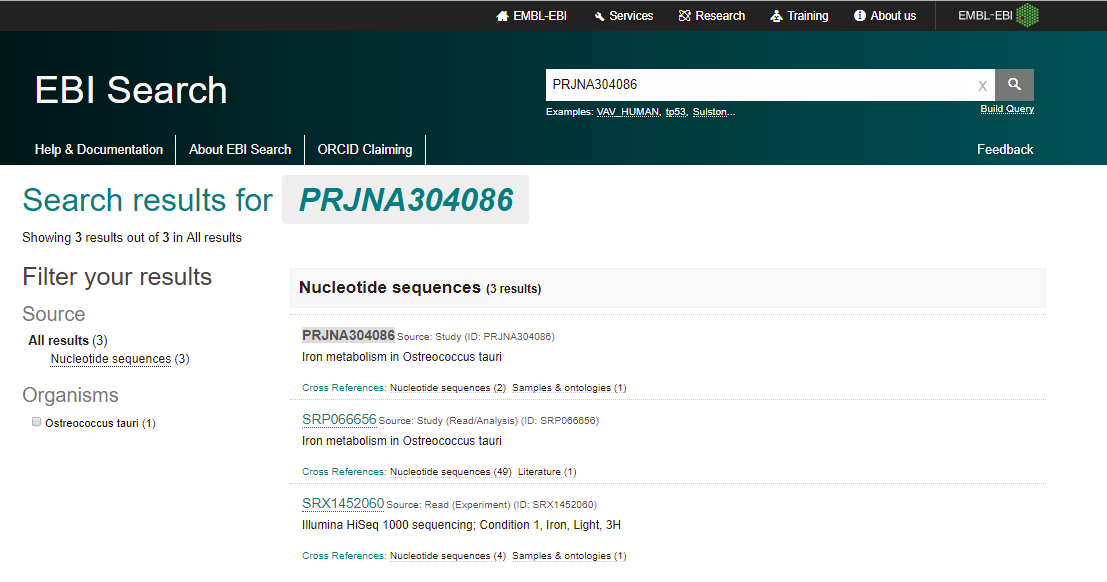 EMBL-EBI Services Research Training About us EMBL-EBI
EBI Search
PRJNA304086 X
Examples: VAV_HUMAN, tp53, Sulston... Build Query
Help & Documentation About EBI Search ORCID Claiming Feedback
Search results for PRJNA304086
Showing 3 results out of 3 in All results
Filter your results
Source
All results (3)
Nucleotide sequences (3)
Organisms
Ostreococcus tauri (1)
Nucleotide sequences (3 results)
PRJNA304086 Source: Study (ID: PRJNA304086)
Iron metabolism in Ostreococcus tauri
Cross References: Nucleotide sequences (2) Samples & ontologies (1)
SRP066656 Source: Study (Read/Analysis) (ID: SRP066656)
Iron metabolism in Ostreococcus tauri
Cross References: Nucleotide sequences (49) Literature (1)
SRX1452060 Source: Read (Experiment) (ID: SRX1452060)
Illumina HiSeq 1000 sequencing; Condition 1, Iron, Light, 3H
Cross References: Nucleotide sequences (4) Samples & ontologies (1)